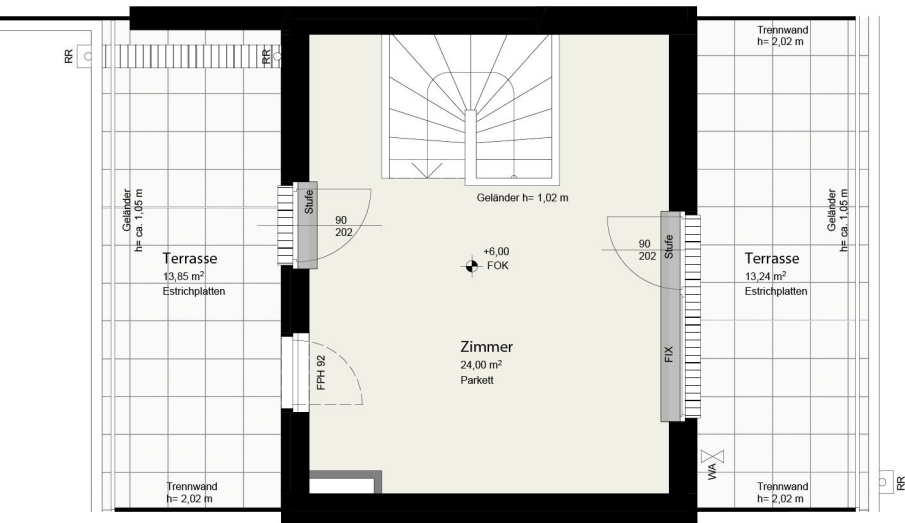 Trennwand
h= 2,02 m
RR
RR
Geländer
h= ca. 1,05 m
Stufe
90
202
Geländer h= 1,02 m
+6,00
FOK
90
202
Stufe
Geländer
h= ca. 1,05 m
Terrasse
13,85 m²
Estrichplatten
Terrasse
13,24 m²
Estrichplatten
FPH 92
Zimmer
24,00 m²
Parkett
FIX
WA
Trennwand
h= 2,02 m
Trennwand
h= 2,02 m
RR